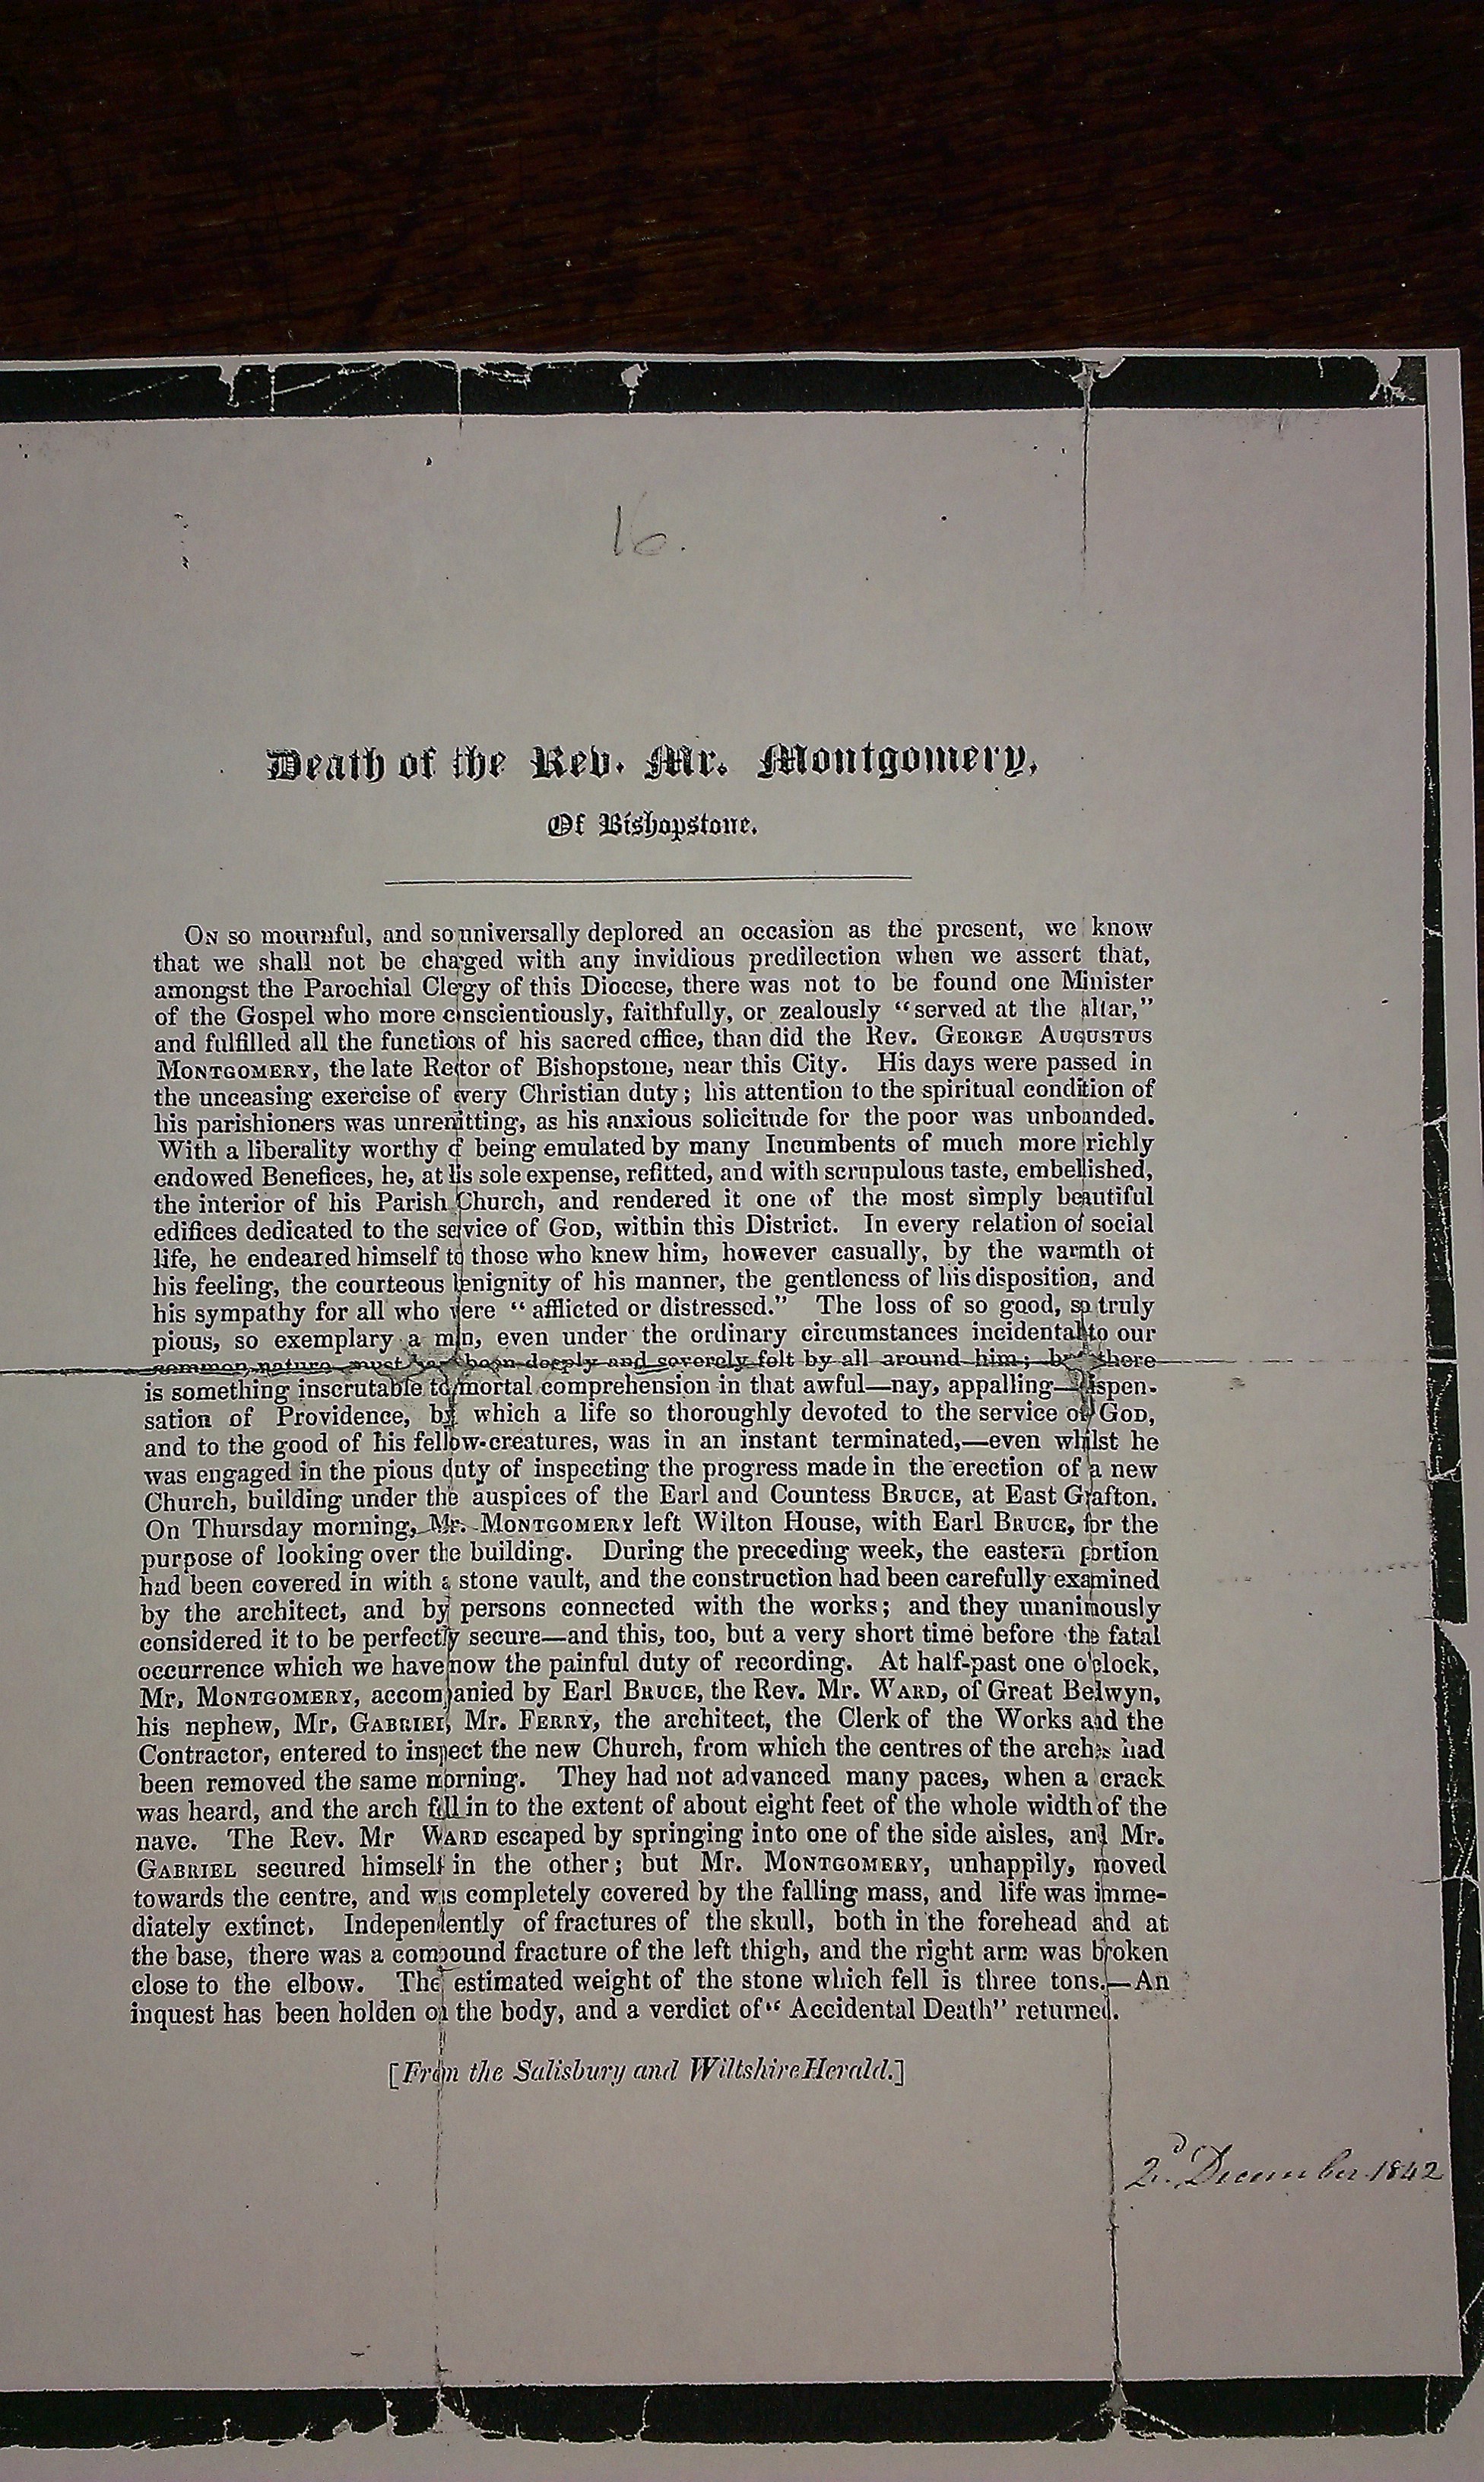 16.
Death of the Rev. Mr. Montgomery,
Of Bishopstone.
On so mournful, and so universally deplored an occasion as the present, we know
that we shall not be charged with any invidious predilection when we assert that,
amongst the Parochial Clergy of this Diocese, there was not to be found one Minister
of the Gospel who more conscientiously, faithfully, or zealously “served at the altar,”
and fulfilled all the functions of his sacred office, than did the Rev. GEORGE AUGUSTUS
MONTGOMERY, the late Rector of Bishopstone, near this City. His days were passed in
the unceasing exercise of every Christian duty; his attention to the spiritual condition of
his parishioners was unremitting, as his anxious solicitude for the poor was unbounded.
With a liberality worthy of being emulated by many Incumbents of much more richly
endowed Benefices, he, at his sole expense, refitted, and with scrupulous taste, embellished,
the interior of his Parish Church, and rendered it one of the most simply beautiful
edifices dedicated to the service of GOD, within this District. In every relation of social
life, he endeared himself to those who knew him, however casually, by the warmth of
his feeling, the courteous benignity of his manner, the gentleness of his disposition, and
his sympathy for all who were “afflicted or distressed.” The loss of so good, so truly
pious, so exemplary a man, even under the ordinary circumstances incidental to our
common nature must have been deeply and severely felt by all around him; but there
is something inscrutable to mortal comprehension in that awful—nay, appalling—dispen-
sation of Providence, by which a life so thoroughly devoted to the service of GOD,
and to the good of his fellow-creatures, was in an instant terminated,—even whilst he
was engaged in the pious duty of inspecting the progress made in the erection of a new
Church, building under the auspices of the Earl and Countess BRUCE, at East Grafton.
On Thursday morning, Mr. MONTGOMERY left Wilton House, with Earl BRUCE, for the
purpose of looking over the building. During the preceding week, the eastern portion
had been covered in with a stone vault, and the construction had been carefully examined
by the architect, and by persons connected with the works; and they unanimously
considered it to be perfectly secure—and this, too, but a very short time before the fatal
occurrence which we have now the painful duty of recording. At half-past one o'clock,
Mr. MONTGOMERY, accompanied by Earl BRUCE, the Rev. Mr. WARD, of Great Belwyn,
his nephew, Mr. GABRIEL, Mr. FERRY, the architect, the Clerk of the Works and the
Contractor, entered to inspect the new Church, from which the centres of the arches had
been removed the same morning. They had not advanced many paces, when a crack
was heard, and the arch fell in to the extent of about eight feet of the whole width of the
nave. The Rev. Mr WARD escaped by springing into one of the side aisles, and Mr.
GABRIEL secured himself in the other; but Mr. MONTGOMERY, unhappily, moved
towards the centre, and was completely covered by the falling mass, and life was imme-
diately extinct. Independently of fractures of the skull, both in the forehead and at
the base, there was a compound fracture of the left thigh, and the right arm was broken
close to the elbow. The estimated weight of the stone which fell is three tons.—An
inquest has been holden on the body, and a verdict of “Accidental Death” returned.
[From the Salisbury and Wiltshire Herald.]
2d. December 1842